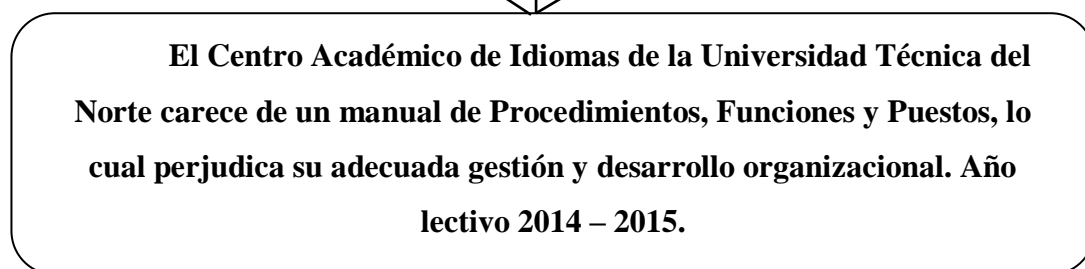 El Centro Académico de Idiomas de la Universidad Técnica del
Norte carece de un manual de Procedimientos, Funciones y Puestos, lo
cual perjudica su adecuada gestión y desarrollo organizacional. Año
lectivo 2014 – 2015.